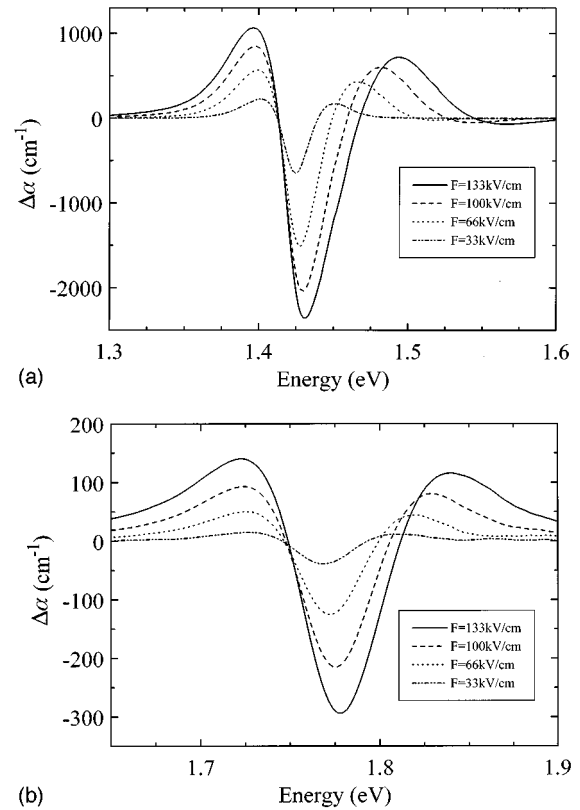 1000
0
-1000
-2000
Δα (cm⁻¹)
F=133kV/cm
F=100kV/cm
F=66kV/cm
F=33kV/cm
1.3 1.4 1.5 1.6
(a)
Energy (eV)
200
100
0
-100
-200
-300
Δα (cm⁻¹)
F=133kV/cm
F=100kV/cm
F=66kV/cm
F=33kV/cm
1.7 1.8 1.9
(b)
Energy (eV)